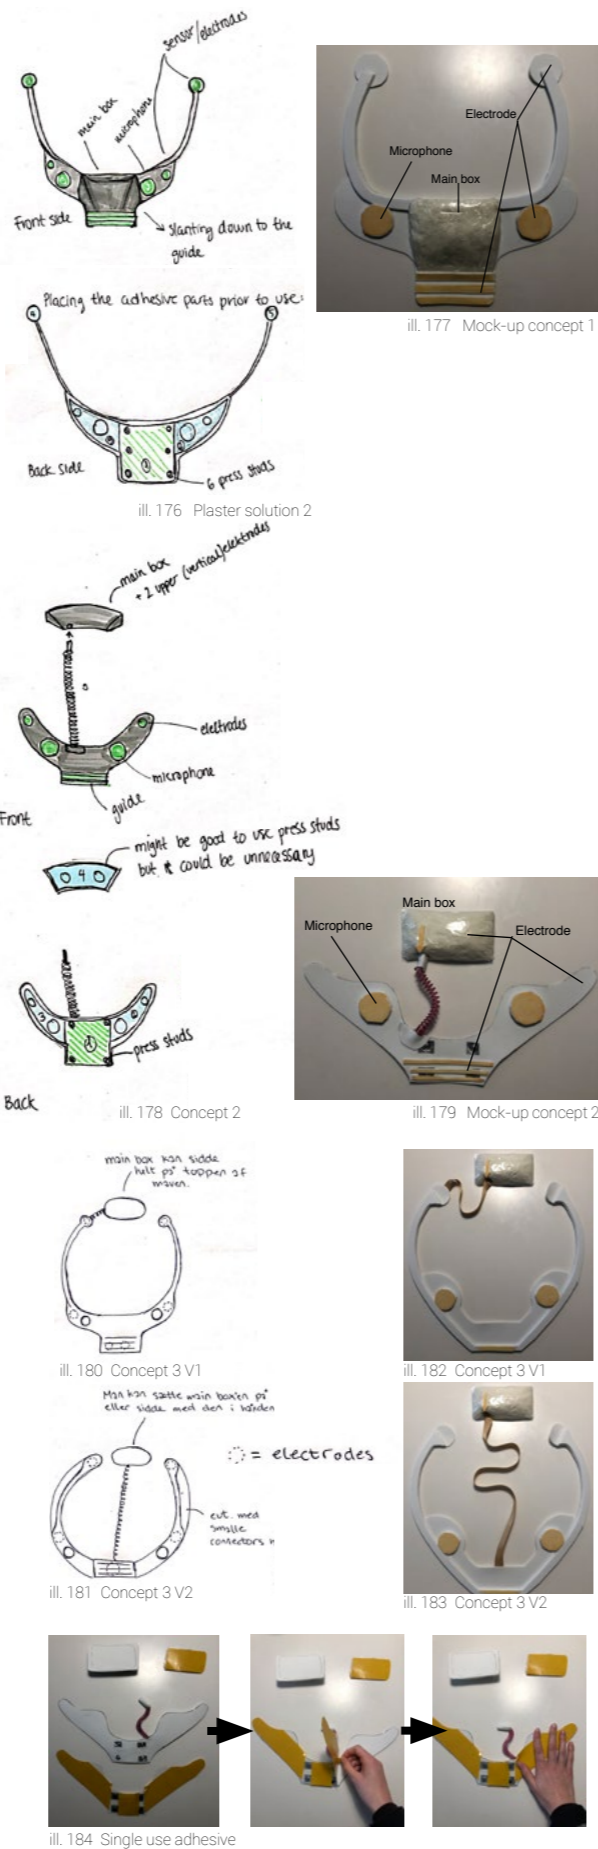 sensor/electrodes
main box
microphone
Front side
slanting down to the
guide
Electrode
Microphone
Main box
ill. 177 Mock-up concept 1
Placing the adhesive parts prior to use:
Back side
6 press studs
ill. 176 Plaster solution 2
main box
+ 2 upper (vertical) elektrodes
elektrodes
microphone
guide
Front
might be good to use press studs
but it could be unnecessary
4
Main box
Microphone
Electrode
1
press studs
Back
ill. 178 Concept 2
ill. 179 Mock-up concept 2
main box kan sidde
helt på toppen af
maven.
ill. 180 Concept 3 V1
ill. 182 Concept 3 V1
Man kan sætte main boxen på
eller sidde med den i hånden
= electrodes
evt. med
smalle
connectors
ill. 181 Concept 3 V2
ill. 183 Concept 3 V2
ill. 184 Single use adhesive